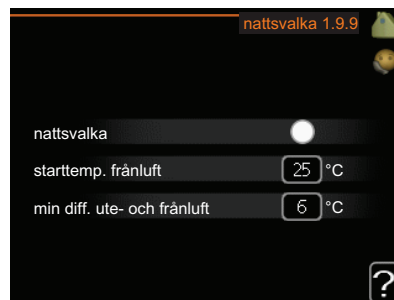 nattsvalka 1.9.9
nattsvalka
starttemp. frånluft 25 °C
min diff. ute- och frånluft 6 °C
?